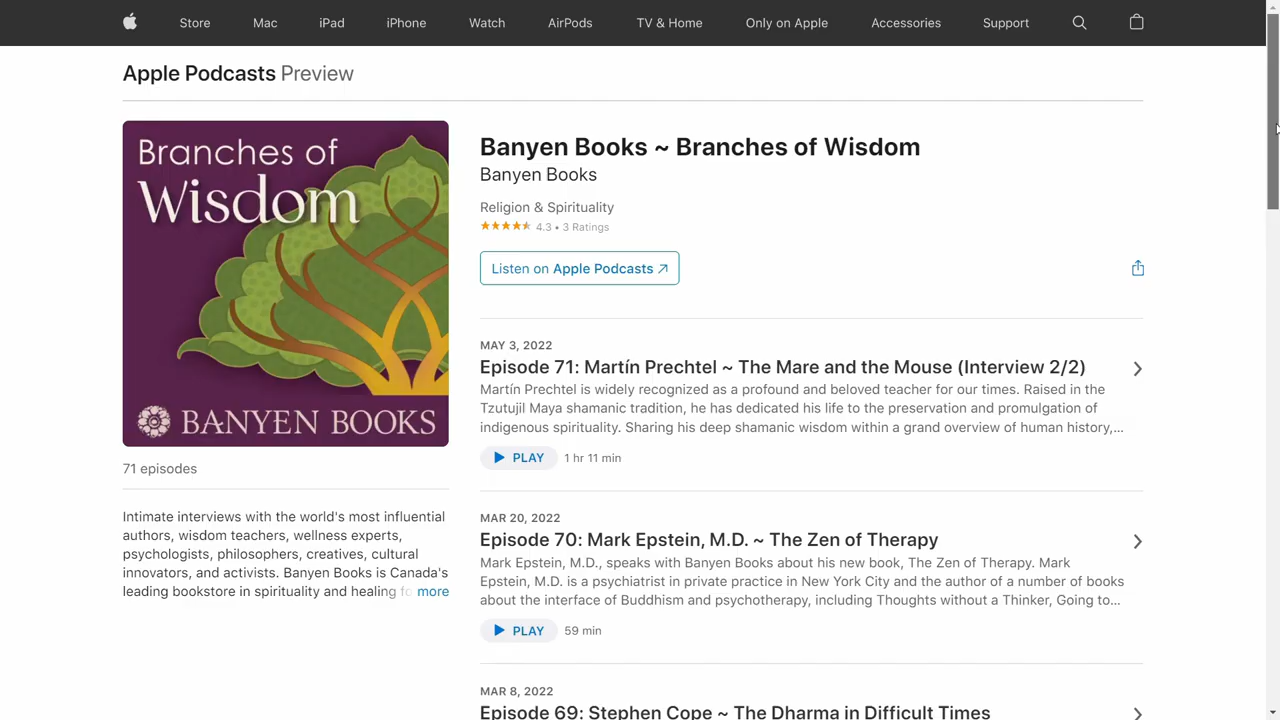 Store Mac iPad iPhone Watch AirPods TV & Home Only on Apple Accessories Support
Apple Podcasts Preview
Branches of
Wisdom
BANYEN BOOKS
71 episodes
Intimate interviews with the world's most influential
authors, wisdom teachers, wellness experts,
psychologists, philosophers, creatives, cultural
innovators, and activists. Banyen Books is Canada's
leading bookstore in spirituality and healing more
Banyen Books ~ Branches of Wisdom
Banyen Books
Religion & Spirituality
4.3 • 3 Ratings
Listen on Apple Podcasts ↗
MAY 3, 2022
Episode 71: Martín Prechtel ~ The Mare and the Mouse (Interview 2/2)
Martín Prechtel is widely recognized as a profound and beloved teacher for our times. Raised in the
Tzutujil Maya shamanic tradition, he has dedicated his life to the preservation and promulgation of
indigenous spirituality. Sharing his deep shamanic wisdom within a grand overview of human history,...
PLAY 1 hr 11 min
MAR 20, 2022
Episode 70: Mark Epstein, M.D. ~ The Zen of Therapy
Mark Epstein, M.D., speaks with Banyen Books about his new book, The Zen of Therapy. Mark
Epstein, M.D. is a psychiatrist in private practice in New York City and the author of a number of books
about the interface of Buddhism and psychotherapy, including Thoughts without a Thinker, Going to...
PLAY 59 min
MAR 8, 2022
Episode 69: Stephen Cope ~ The Dharma in Difficult Times